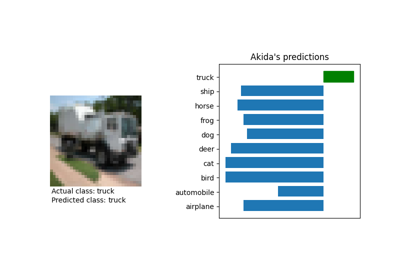 Akida's predictions
truck
ship
horse
frog
dog
deer
cat
bird
automobile
airplane
Actual class: truck
Predicted class: truck